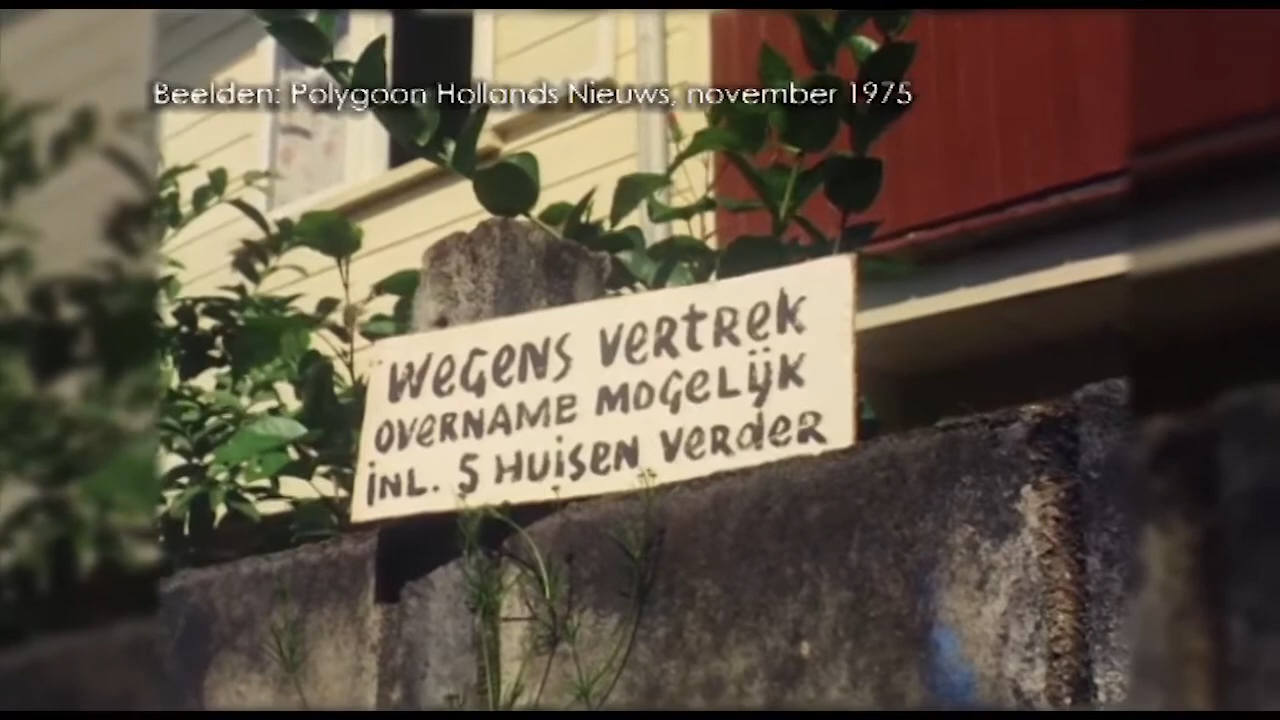 Beelden: Polygoon Hollands Nieuws, november 1975
WEGENS VERTREK
OVERNAME MOGELIJK
INL. 5 HUISEN VERDER